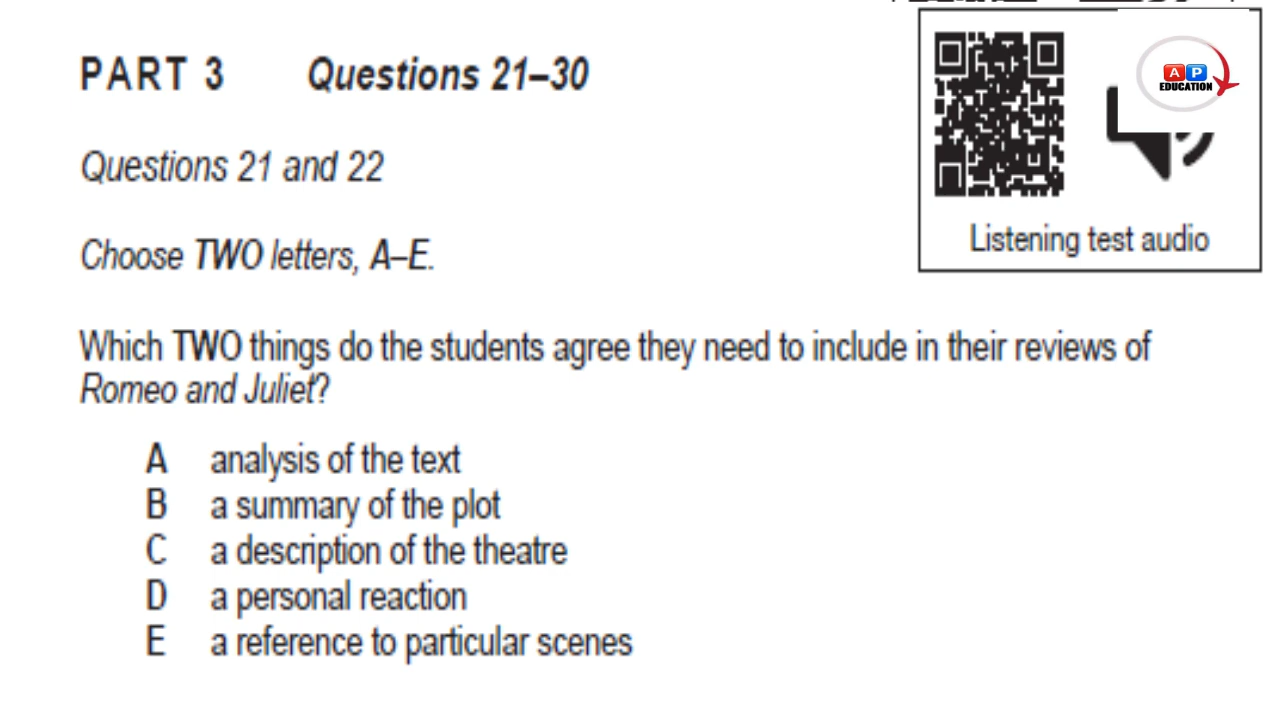 PART 3 Questions 21–30
A P
EDUCATION
Listening test audio
Questions 21 and 22
Choose TWO letters, A–E.
Which TWO things do the students agree they need to include in their reviews of
Romeo and Juliet?
A analysis of the text
B a summary of the plot
C a description of the theatre
D a personal reaction
E a reference to particular scenes